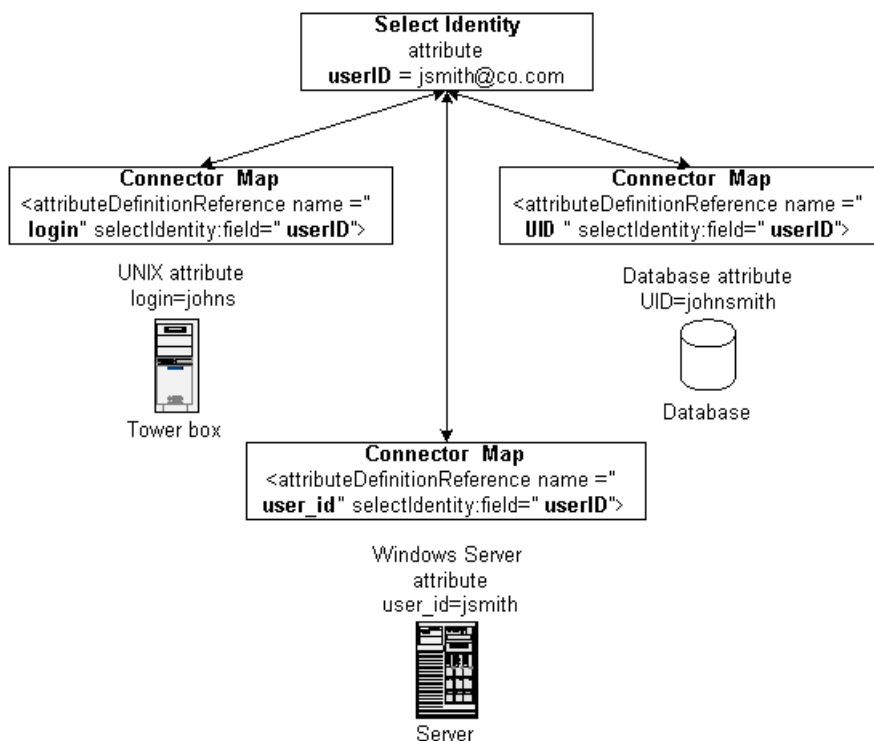 Select Identity
attribute
userID = jsmith@co.com
Connector Map
<attributeDefinitionReference name ="
login" selectIdentity:field=" userID">
UNIX attribute
login=johns
Tower box
Connector Map
<attributeDefinitionReference name ="
UID " selectIdentity:field=" userID">
Database attribute
UID=johnsmith
Database
Connector Map
<attributeDefinitionReference name ="
user_id" selectIdentity:field=" userID">
Windows Server
attribute
user_id=jsmith
Server